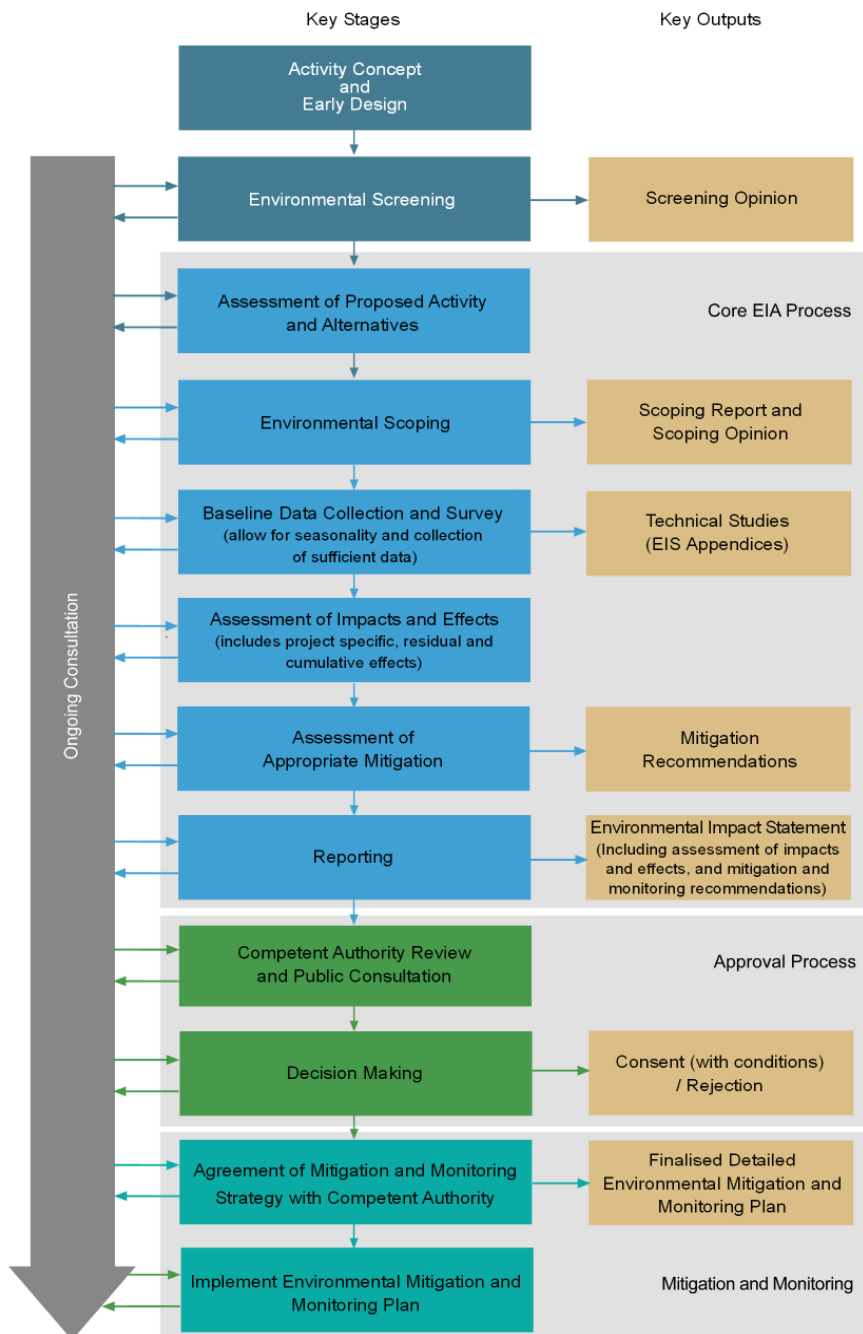 Key Stages
Key Outputs
Activity Concept
and
Early Design
Environmental Screening
Screening Opinion
Core EIA Process
Assessment of Proposed Activity
and Alternatives
Environmental Scoping
Scoping Report and
Scoping Opinion
Baseline Data Collection and Survey
(allow for seasonality and collection
of sufficient data)
Technical Studies
(EIS Appendices)
Assessment of Impacts and Effects
(includes project specific, residual and
cumulative effects)
Ongoing Consultation
Assessment of
Appropriate Mitigation
Mitigation
Recommendations
Reporting
Environmental Impact Statement
(Including assessment of impacts
and effects, and mitigation and
monitoring recommendations)
Competent Authority Review
and Public Consultation
Approval Process
Decision Making
Consent (with conditions)
/ Rejection
Agreement of Mitigation and Monitoring
Strategy with Competent Authority
Finalised Detailed
Environmental Mitigation and
Monitoring Plan
Implement Environmental Mitigation and
Monitoring Plan
Mitigation and Monitoring